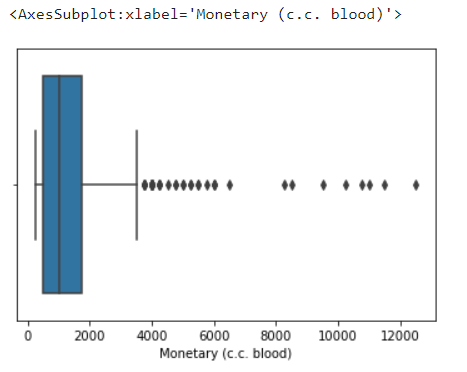 <AxesSubplot:xlabel='Monetary (c.c. blood)'>
0 2000 4000 6000 8000 10000 12000
Monetary (c.c. blood)